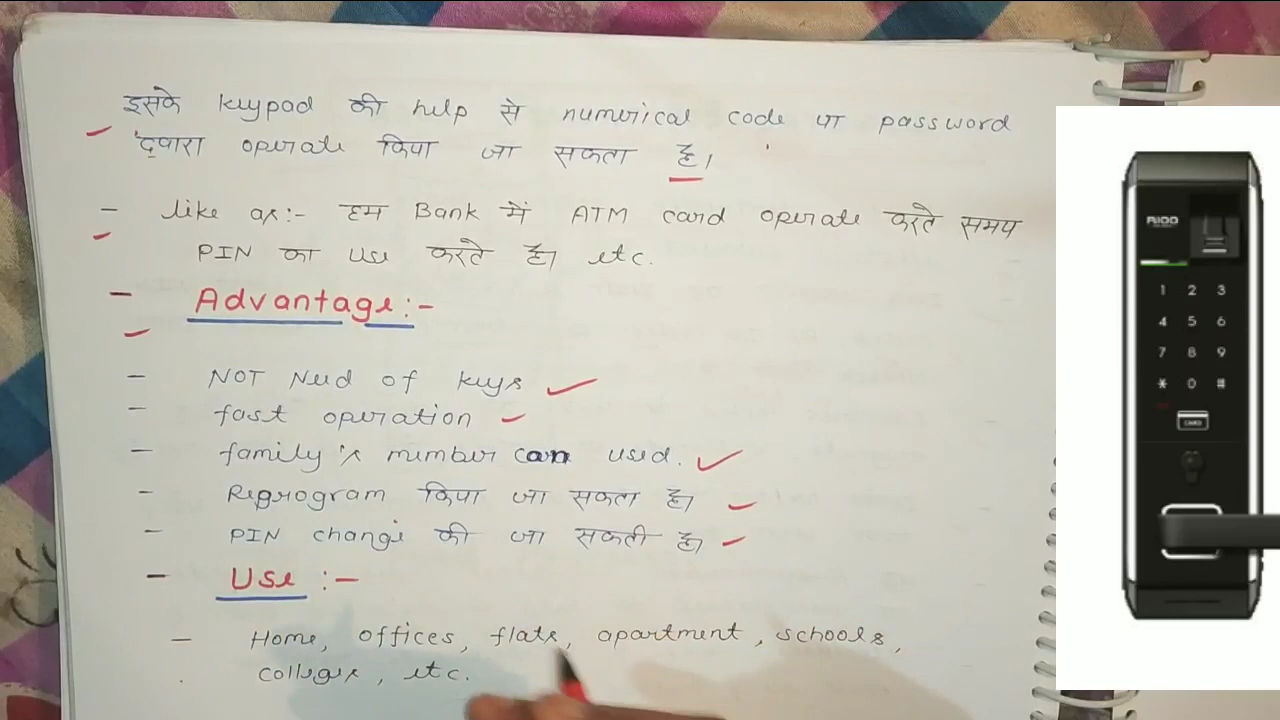 इसके keypad की help से numerical code या password
द्वारा operate किया जा सकता है।
- like as:- हम Bank में ATM card operate करते समय
PIN का use करते है। etc.
- Advantage:-
- NOT Need of keys
- fast operation
- family's member can used.
- Reprogram किया जा सकता है।
- PIN change की जा सकती है।
- Use :-
- Home, offices, flats, apartment, schools,
colleges, etc.
1 2 3
4 5 6
7 8 9
* 0 #